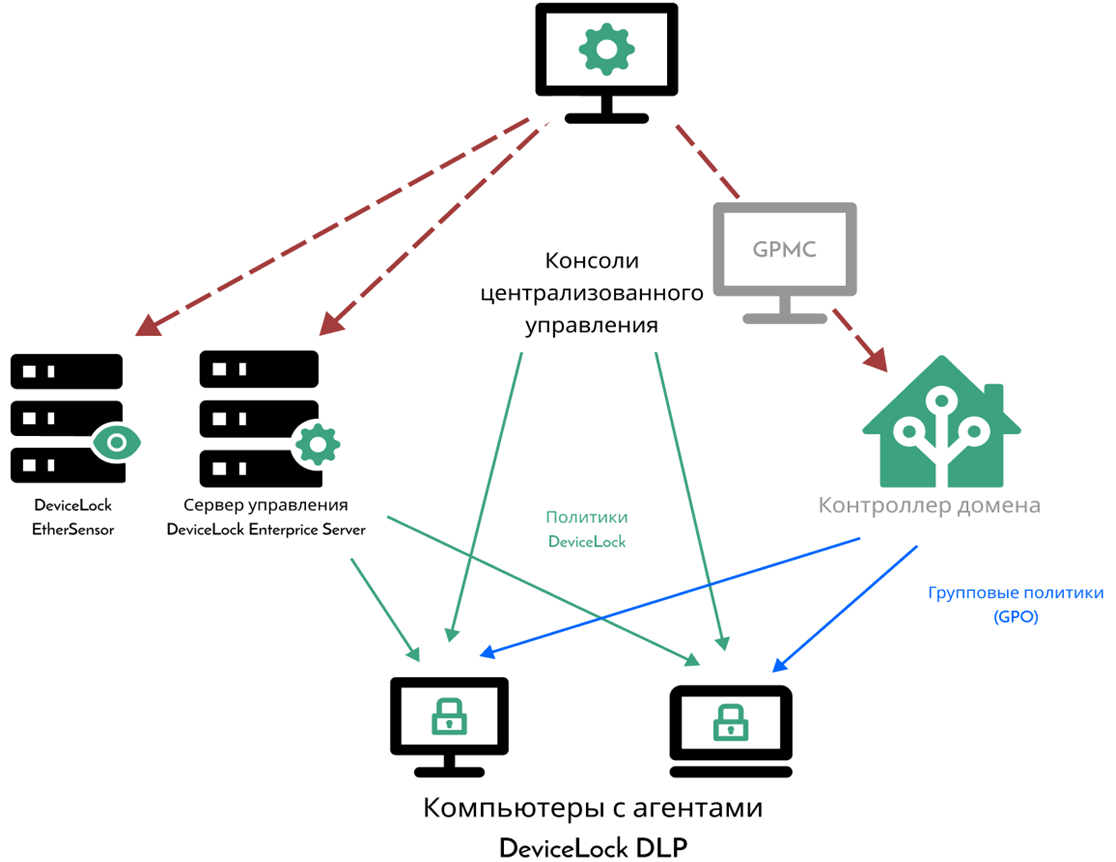 GPMC
Консоли
централизованного
управления
DeviceLock
EtherSensor
Сервер управления
DeviceLock Enterprice Server
Политики
DeviceLock
Контроллер домена
Групповые политики
(GPO)
Компьютеры с агентами
DeviceLock DLP